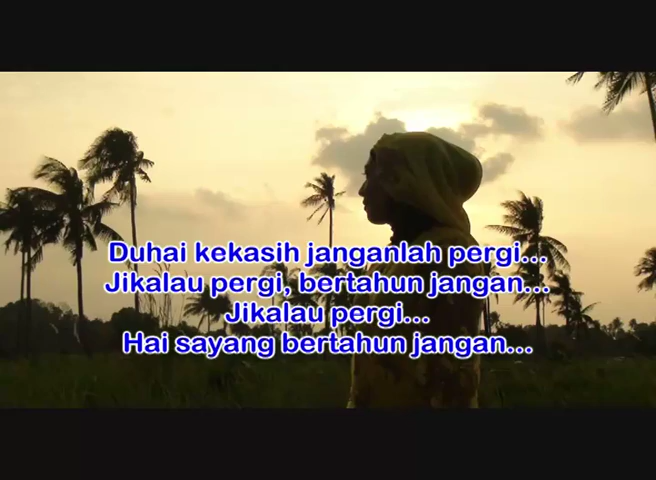 Duhai kekasih janganlah pergi...
Jikalau pergi, bertahun jangan...
Jikalau pergi...
Hai sayang bertahun jangan...